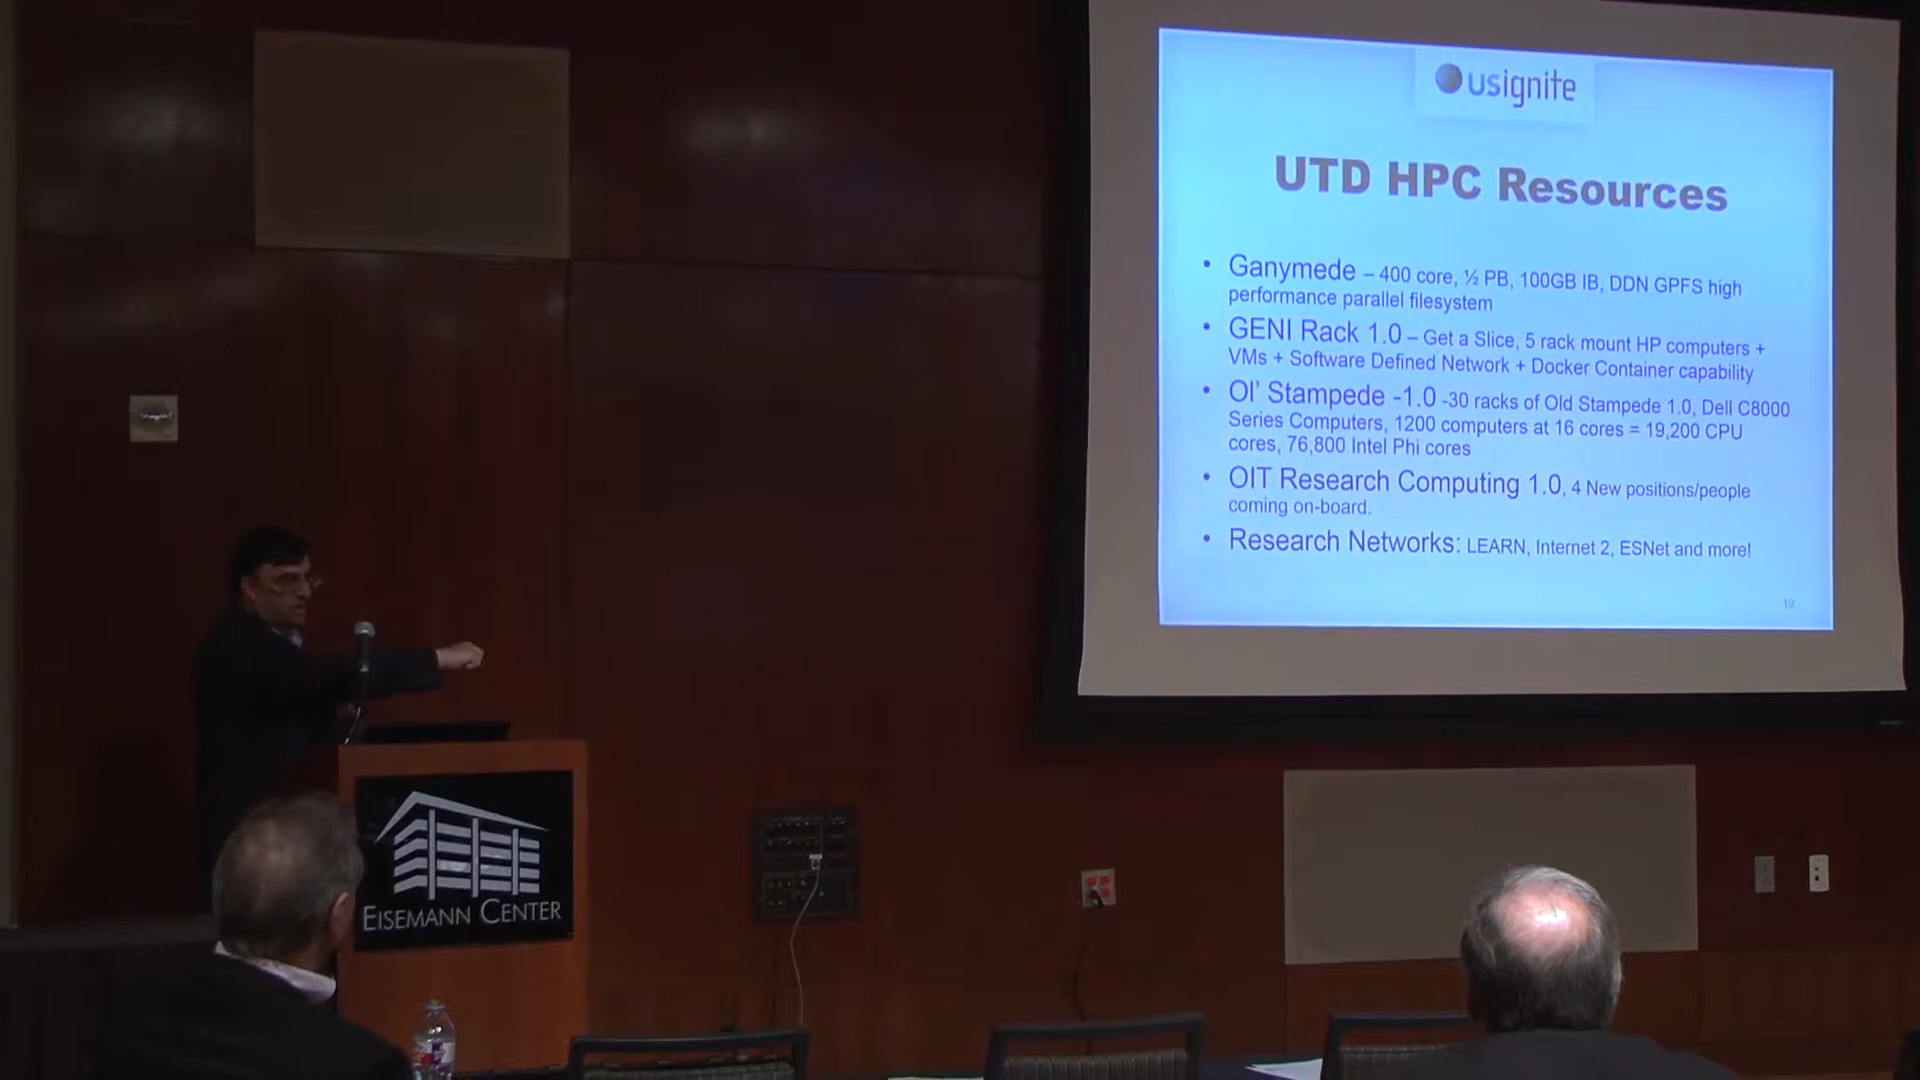 usignite
UTD HPC Resources
• Ganymede – 400 core, ½ PB, 100GB IB, DDN GPFS high
performance parallel filesystem
• GENI Rack 1.0 – Get a Slice, 5 rack mount HP computers +
VMs + Software Defined Network + Docker Container capability
• Ol' Stampede -1.0 -30 racks of Old Stampede 1.0, Dell C8000
Series Computers, 1200 computers at 16 cores = 19,200 CPU
cores, 76,800 Intel Phi cores
• OIT Research Computing 1.0, 4 New positions/people
coming on-board.
• Research Networks: LEARN, Internet 2, ESNet and more!
19
EISEMANN CENTER